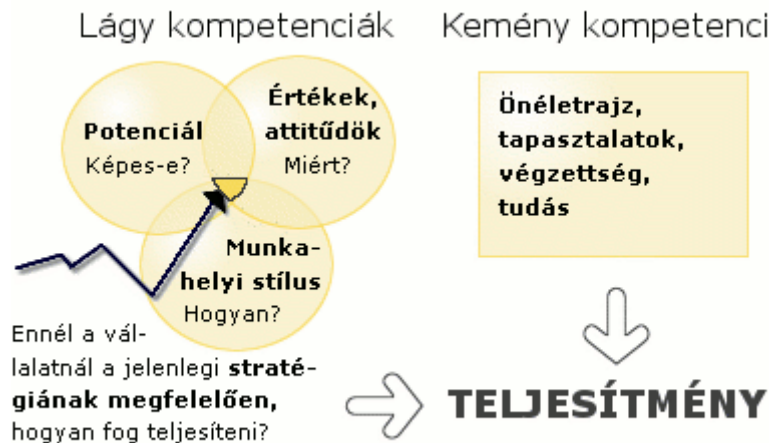 Lágy kompetenciák
Kemény kompetenci
Potenciál
Képes-e?
Értékek,
attitűdök
Miért?
Munka-
helyi stílus
Hogyan?
Önéletrajz,
tapasztalatok,
végzettség,
tudás
Ennél a vál-
lalatnál a jelenlegi straté-
giának megfelelően,
hogyan fog teljesíteni?
TELJESÍTMÉNY